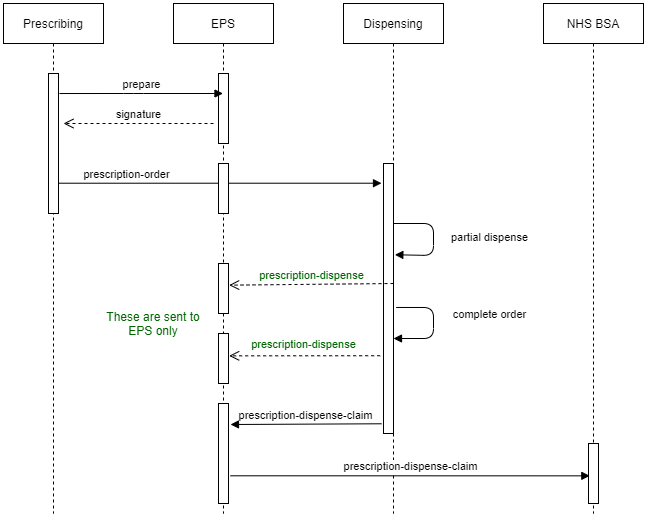 Prescribing
EPS
Dispensing
NHS BSA
prepare
signature
prescription-order
partial dispense
prescription-dispense
These are sent to
EPS only
complete order
prescription-dispense
prescription-dispense-claim
prescription-dispense-claim